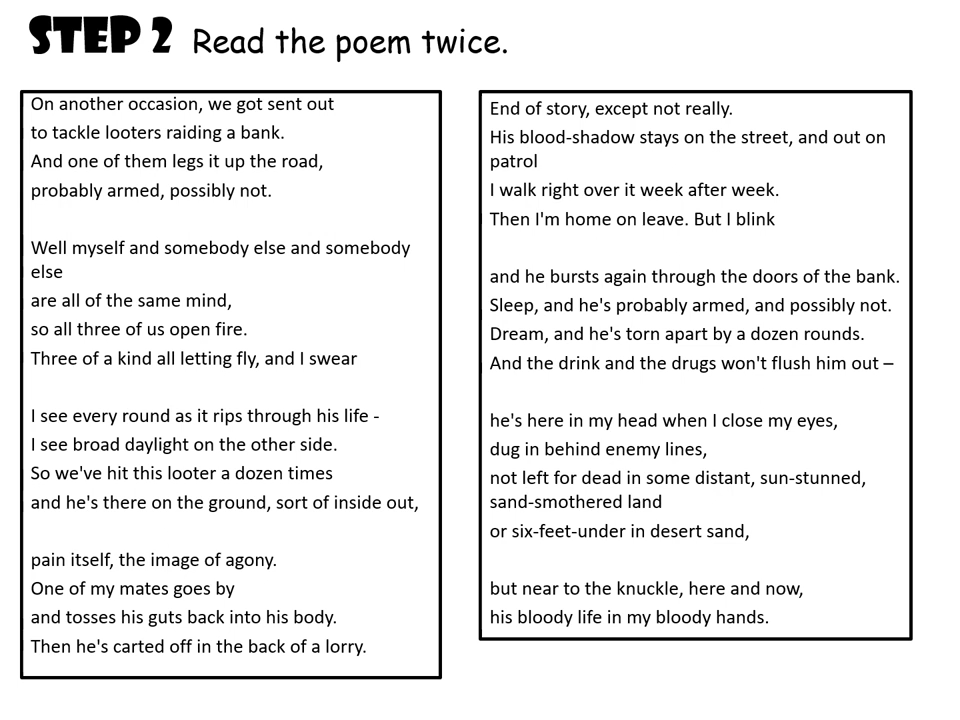 STEP 2 Read the poem twice.
On another occasion, we got sent out
to tackle looters raiding a bank.
And one of them legs it up the road,
probably armed, possibly not.
Well myself and somebody else and somebody
else
are all of the same mind,
so all three of us open fire.
Three of a kind all letting fly, and I swear
I see every round as it rips through his life -
I see broad daylight on the other side.
So we've hit this looter a dozen times
and he's there on the ground, sort of inside out,
pain itself, the image of agony.
One of my mates goes by
and tosses his guts back into his body.
Then he's carted off in the back of a lorry.
End of story, except not really.
His blood-shadow stays on the street, and out on
patrol
I walk right over it week after week.
Then I'm home on leave. But I blink
and he bursts again through the doors of the bank.
Sleep, and he's probably armed, and possibly not.
Dream, and he's torn apart by a dozen rounds.
And the drink and the drugs won't flush him out –
he's here in my head when I close my eyes,
dug in behind enemy lines,
not left for dead in some distant, sun-stunned,
sand-smothered land
or six-feet-under in desert sand,
but near to the knuckle, here and now,
his bloody life in my bloody hands.